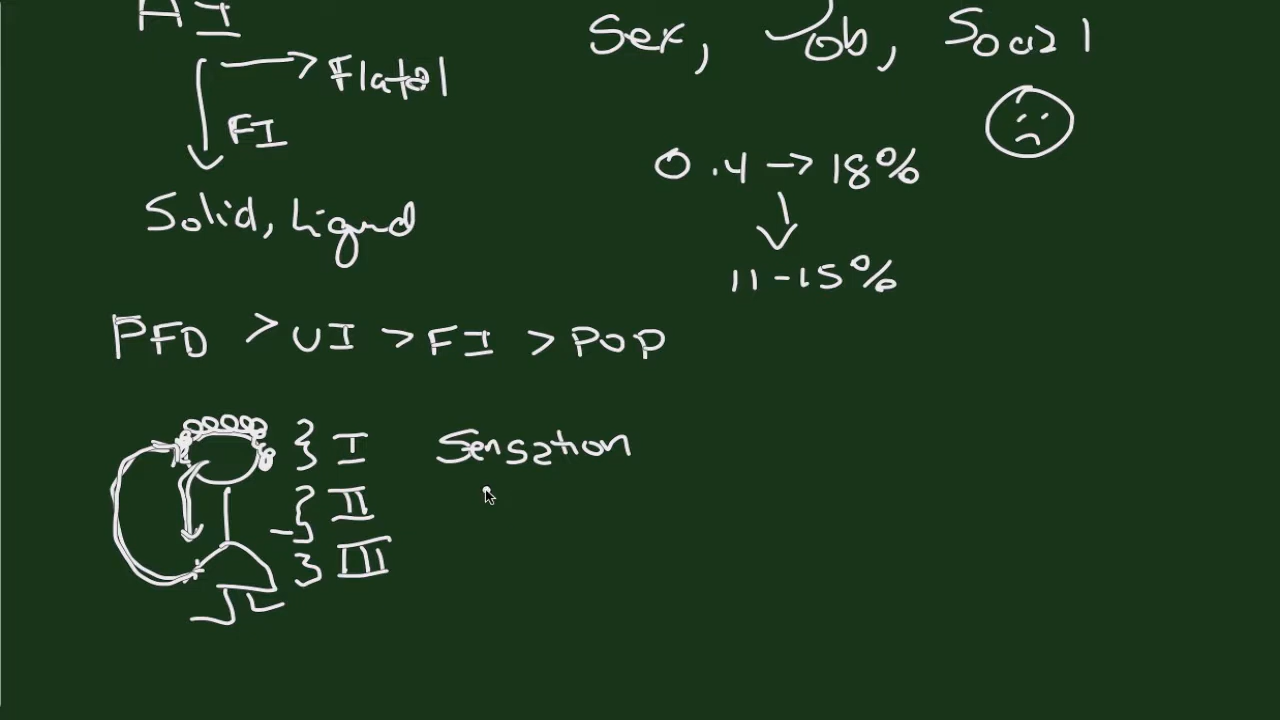 AI
Sex, Job, Social
Flatal
FI
0.4 → 18%
Solid, Liquid
11-15%
PFD > UI > FI > POP
} I Sensation
} II
} III